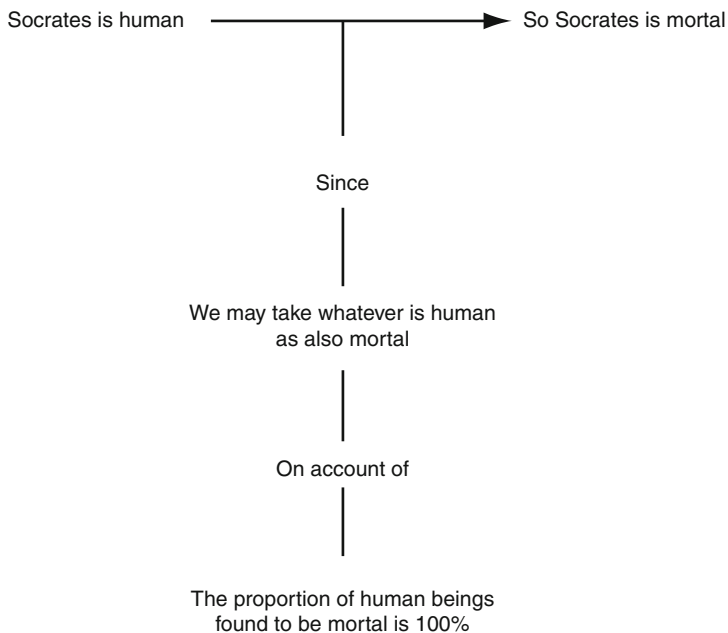 Socrates is human
So Socrates is mortal
Since
We may take whatever is human
as also mortal
On account of
The proportion of human beings
found to be mortal is 100%